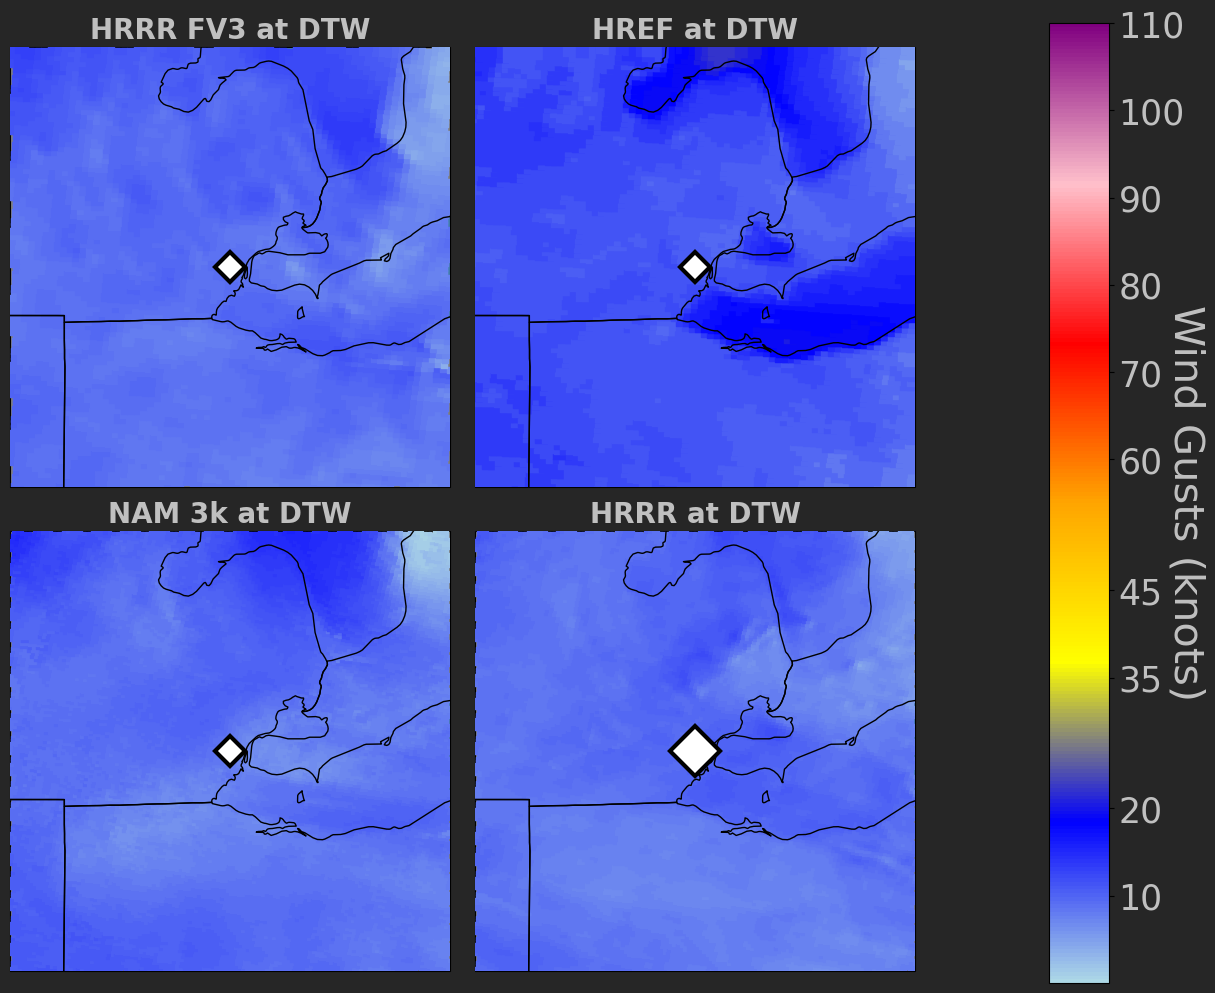 HRRR FV3 at DTW
HREF at DTW
NAM 3k at DTW
HRRR at DTW
110
100
90
80
70
60
45
35
20
10
Wind Gusts (knots)